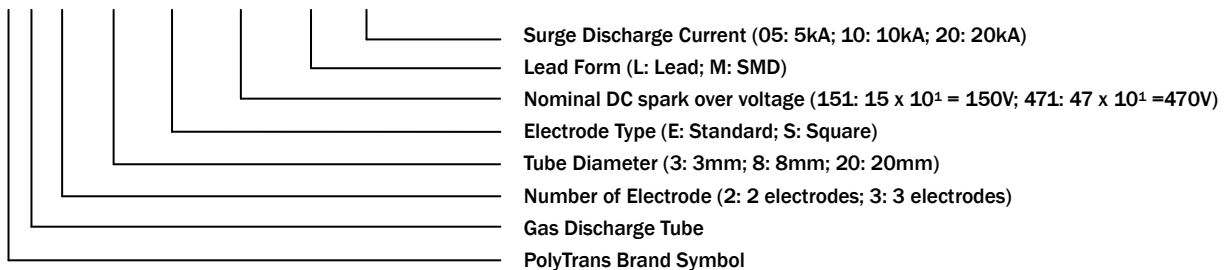 Surge Discharge Current (05: 5kA; 10: 10kA; 20: 20kA)
Lead Form (L: Lead; M: SMD)
Nominal DC spark over voltage (151: 15 x 10¹ = 150V; 471: 47 x 10¹ =470V)
Electrode Type (E: Standard; S: Square)
Tube Diameter (3: 3mm; 8: 8mm; 20: 20mm)
Number of Electrode (2: 2 electrodes; 3: 3 electrodes)
Gas Discharge Tube
PolyTrans Brand Symbol